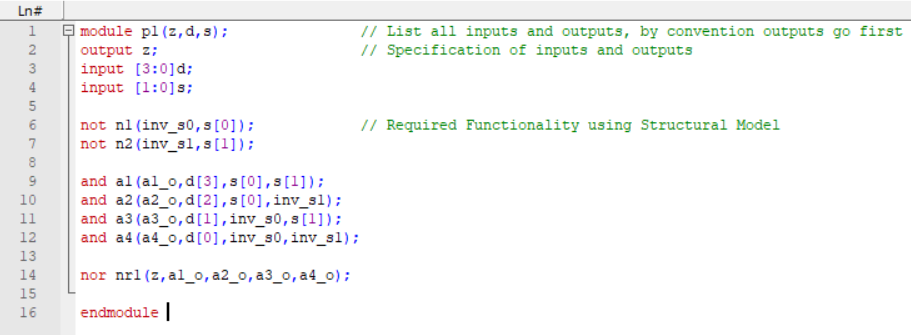 Ln#
1 module p1(z,d,s); // List all inputs and outputs, by convention outputs go first
2 output z; // Specification of inputs and outputs
3 input [3:0]d;
4 input [1:0]s;
5
6 not n1(inv_s0,s[0]); // Required Functionality using Structural Model
7 not n2(inv_s1,s[1]);
8
9 and a1(a1_o,d[3],s[0],s[1]);
10 and a2(a2_o,d[2],s[0],inv_s1);
11 and a3(a3_o,d[1],inv_s0,s[1]);
12 and a4(a4_o,d[0],inv_s0,inv_s1);
13
14 nor nr1(z,a1_o,a2_o,a3_o,a4_o);
15
16 endmodule